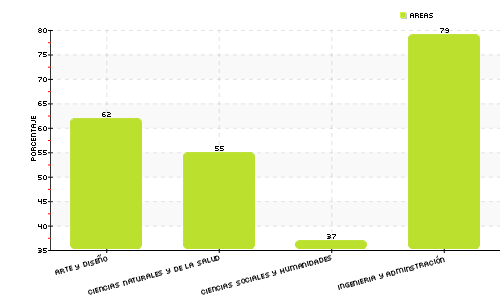 AREAS
80
75
70
65
60
55
50
45
40
35
PORCENTAJE
62
55
37
79
ARTE Y DISEÑO
CIENCIAS NATURALES Y DE LA SALUD
CIENCIAS SOCIALES Y HUMANIDADES
INGENIERIA Y ADMINSTRACIÓN